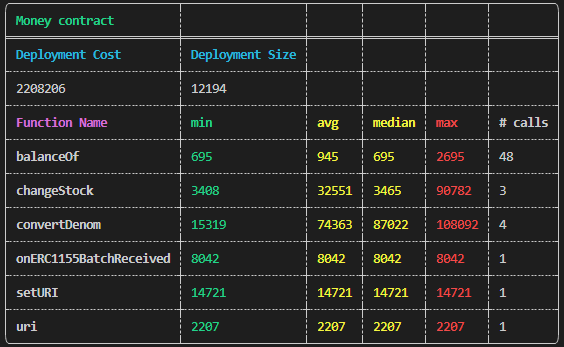 Money contract
Deployment Cost Deployment Size
2208206 12194
Function Name min avg median max # calls
balanceOf 695 945 695 2695 48
changeStock 3408 32551 3465 90782 3
convertDenom 15319 74363 87022 108092 4
onERC1155BatchReceived 8042 8042 8042 8042 1
setURI 14721 14721 14721 14721 1
uri 2207 2207 2207 2207 1